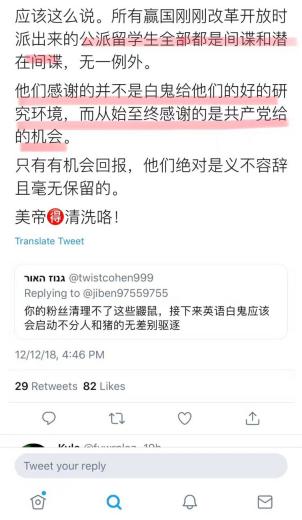 应该这么说。所有赢国刚刚改革开放时
派出来的公派留学生全部都是间谍和潜
在间谍，无一例外。
他们感谢的并不是白鬼给他们的好的研
究环境，而从始至终感谢的是共产党给
的机会。
只有有机会回报，他们绝对是义不容辞
且毫无保留的。
美帝🉐清洗咯！
Translate Tweet
גנוז האור @twistcohen999
Replying to @jiben97559755
你的粉丝清理不了这些鼹鼠，接下来英语白鬼应该
会启动不分人和猪的无差别驱逐
12/12/18, 4:46 PM
29 Retweets 82 Likes
Tweet your reply